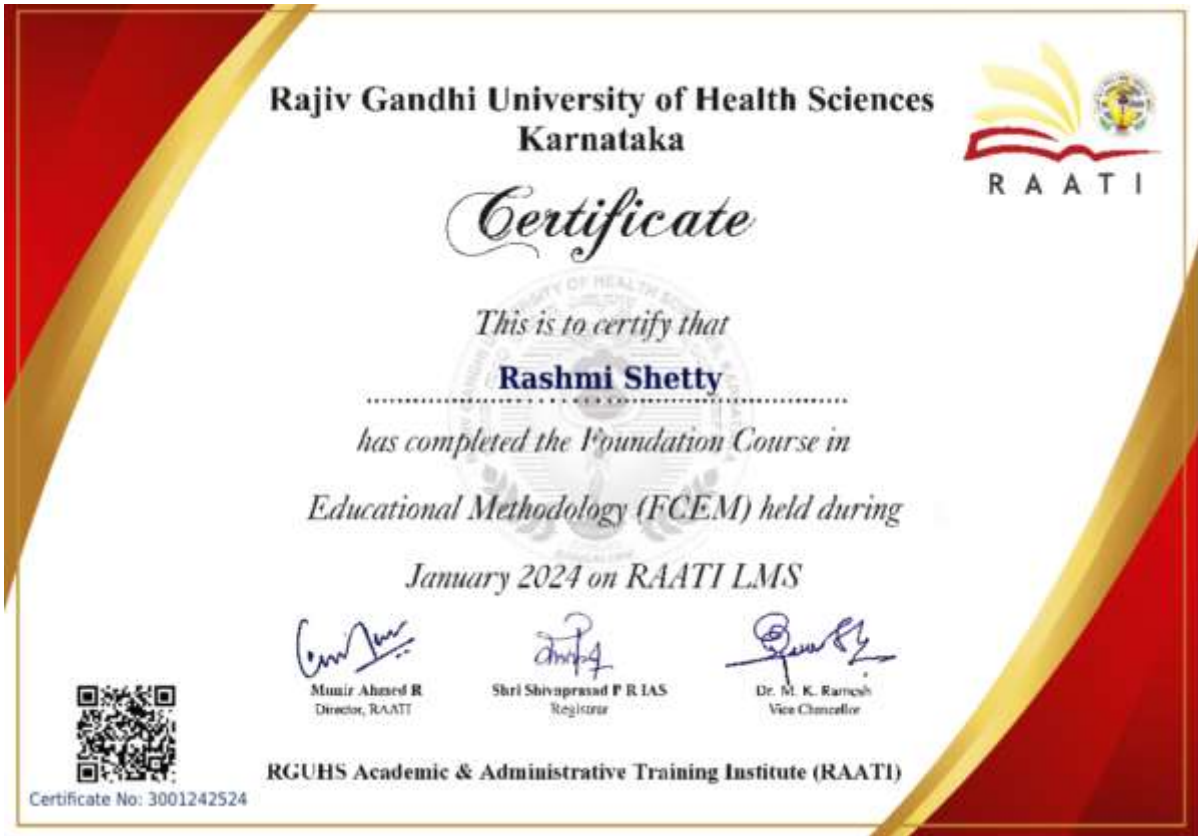 Rajiv Gandhi University of Health Sciences
Karnataka
RAATI
Certificate
This is to certify that
Rashmi Shetty
has completed the Foundation Course in
Educational Methodology (FCEM) held during
January 2024 on RAATI LMS
Munir Ahmed R
Director, RAATI
Shri Shivaprasad P R IAS
Registrar
Dr. M. K. Ramesh
Vice Chancellor
RGUHS Academic & Administrative Training Institute (RAATI)
Certificate No: 3001242524